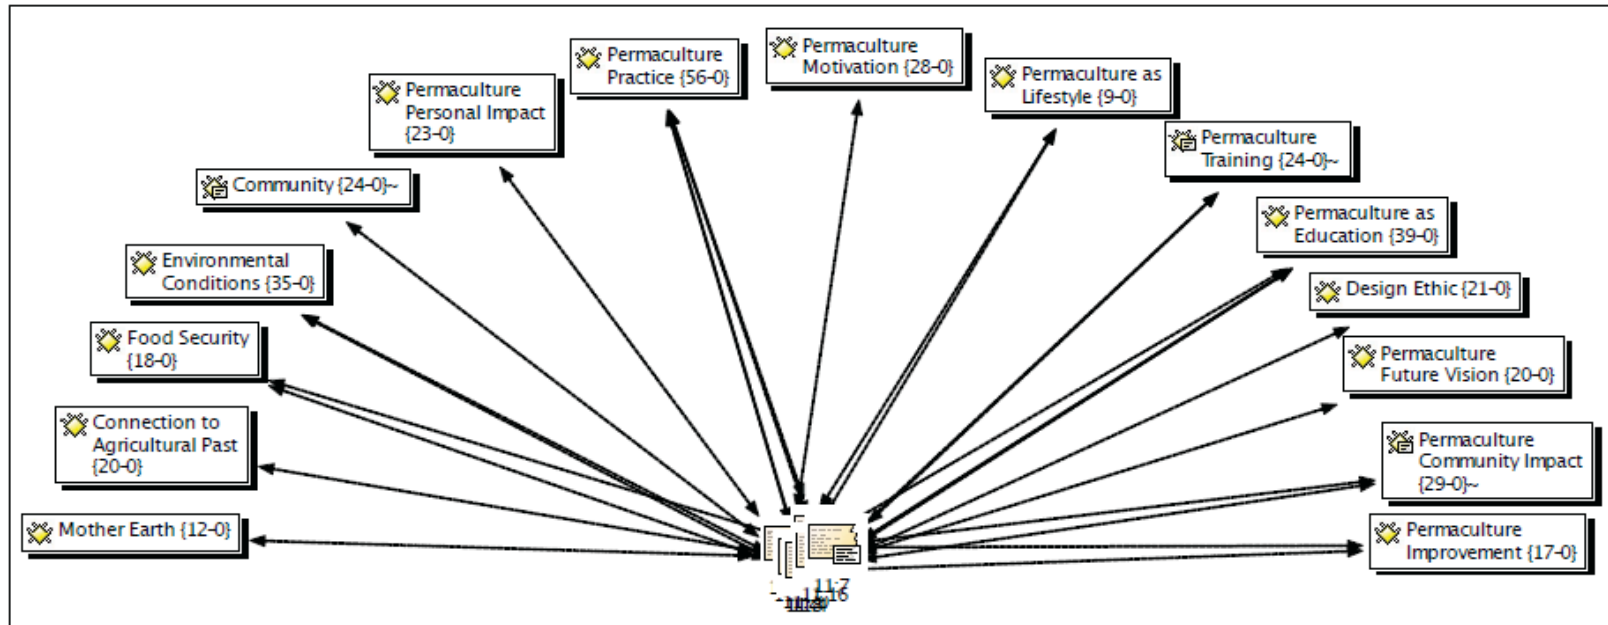 Permaculture
Practice {56-0}
Permaculture
Motivation {28-0}
Permaculture as
Lifestyle {9-0}
Permaculture
Personal Impact
{23-0}
Permaculture
Training {24-0}~
Community {24-0}~
Permaculture as
Education {39-0}
Environmental
Conditions {35-0}
Design Ethic {21-0}
Food Security
{18-0}
Permaculture
Future Vision {20-0}
Connection to
Agricultural Past
{20-0}
Permaculture
Community Impact
{29-0}~
Mother Earth {12-0}
Permaculture
Improvement {17-0}
11:7